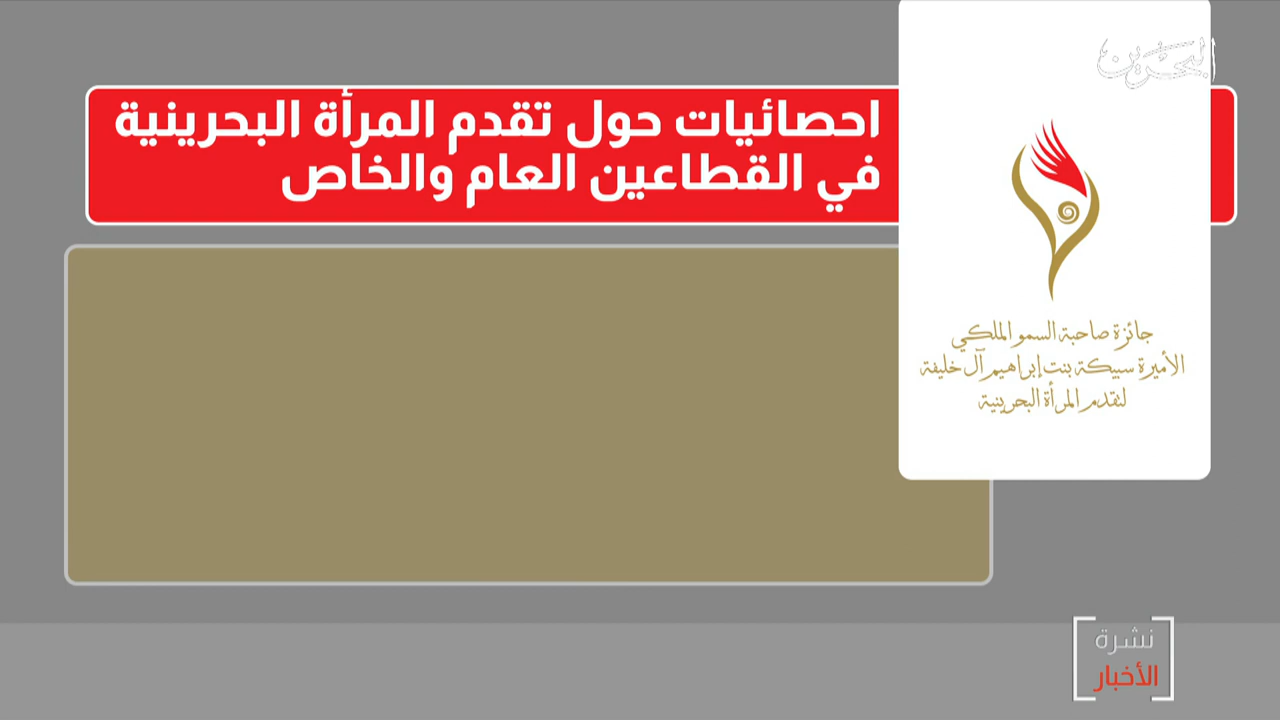 البحرين
احصائيات حول تقدم المرأة البحرينية
في القطاعين العام والخاص
جائزة صاحبة السمو الملكي
الأميرة سبيكة بنت إبراهيم آل خليفة
لتقدم المرأة البحرينية
نشرة
الأخبار